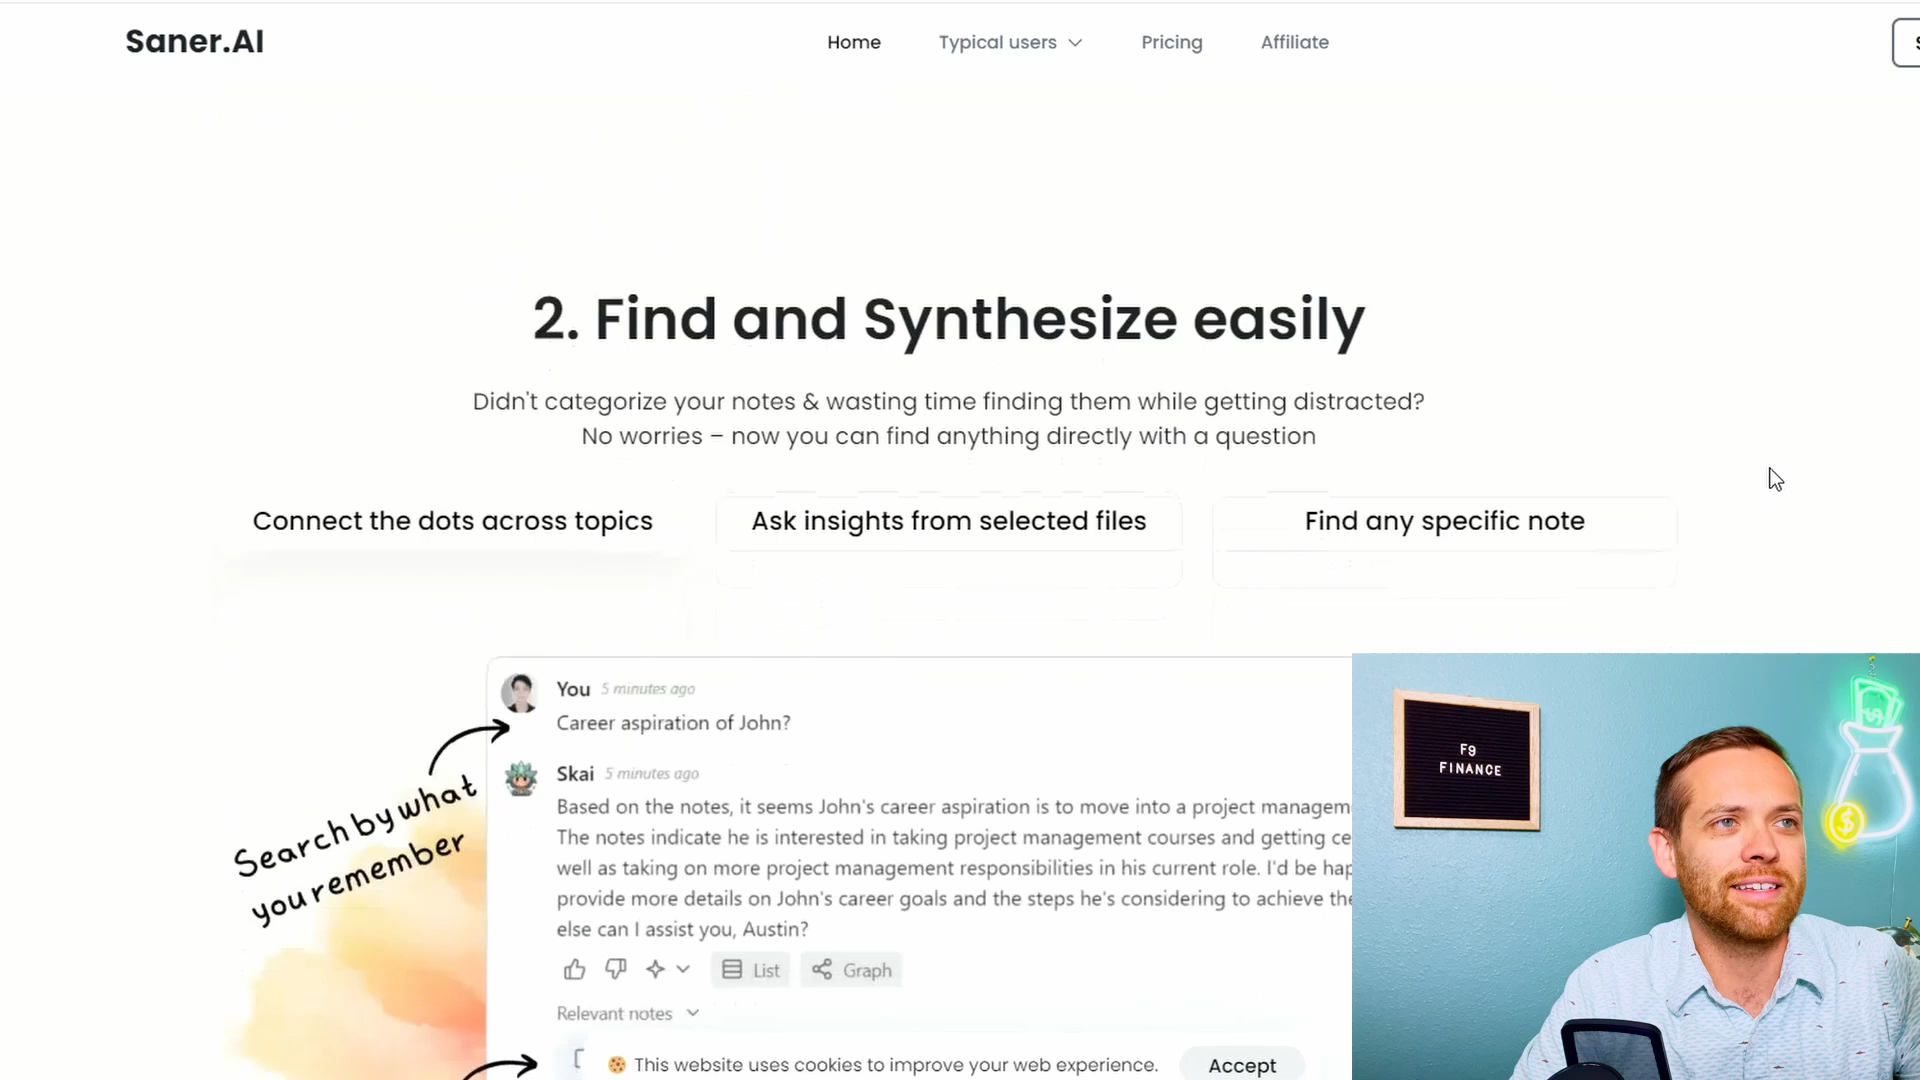 Saner.AI
Home Typical users Pricing Affiliate
2. Find and Synthesize easily
Didn't categorize your notes & wasting time finding them while getting distracted?
No worries – now you can find anything directly with a question
Connect the dots across topics
Ask insights from selected files
Find any specific note
You 5 minutes ago
Career aspiration of John?
Skai 5 minutes ago
Based on the notes, it seems John's career aspiration is to move into a project managem
The notes indicate he is interested in taking project management courses and getting ce
well as taking on more project management responsibilities in his current role. I'd be hap
provide more details on John's career goals and the steps he's considering to achieve the
else can I assist you, Austin?
List Graph
Relevant notes
Search by what
you remember
This website uses cookies to improve your web experience.
Accept
F9
FINANCE
$